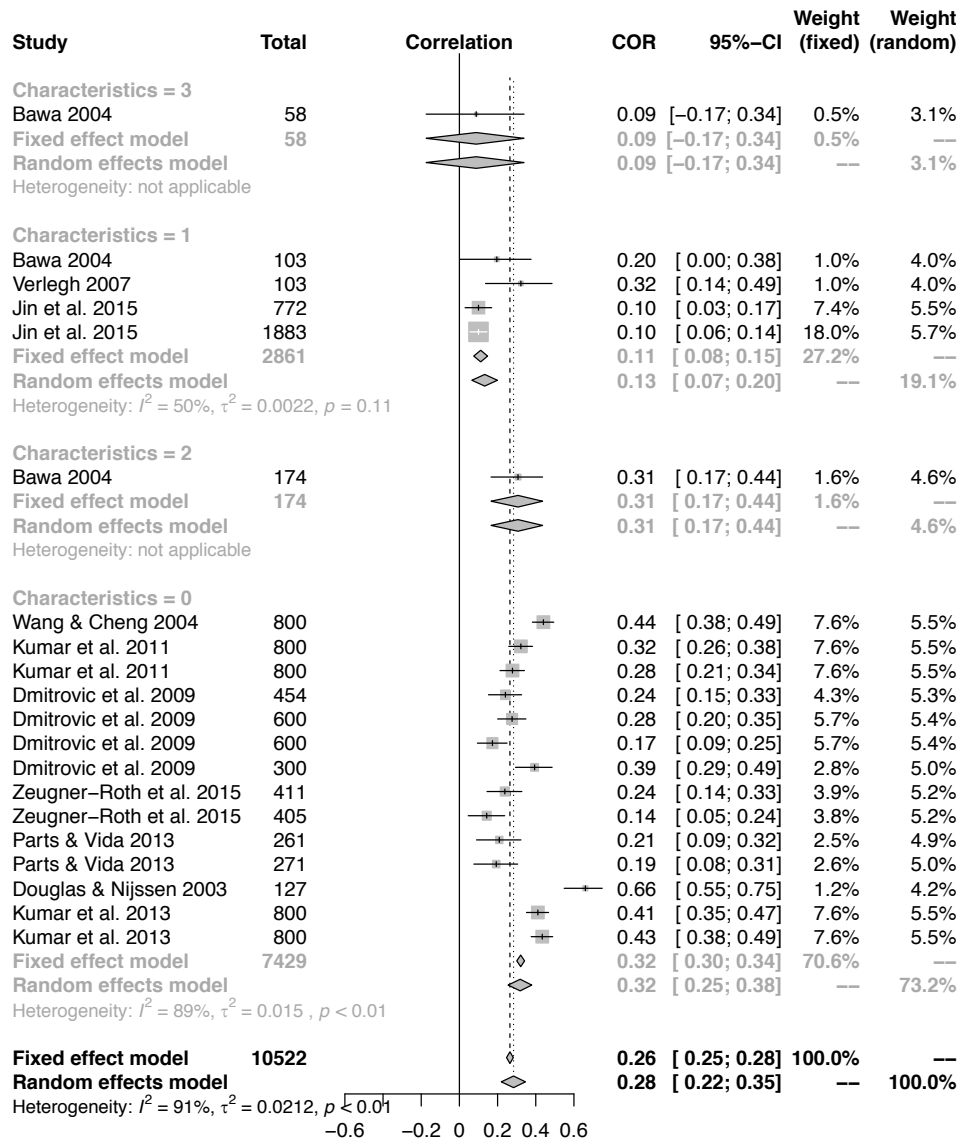 Weight Weight
Study Total Correlation COR 95%−CI (fixed) (random)
Characteristics = 3
Bawa 2004 58 0.09 [−0.17; 0.34] 0.5% 3.1%
Fixed effect model 58 0.09 [−0.17; 0.34] 0.5% −−
Random effects model 0.09 [−0.17; 0.34] −− 3.1%
Heterogeneity: not applicable
Characteristics = 1
Bawa 2004 103 0.20 [ 0.00; 0.38] 1.0% 4.0%
Verlegh 2007 103 0.32 [ 0.14; 0.49] 1.0% 4.0%
Jin et al. 2015 772 0.10 [ 0.03; 0.17] 7.4% 5.5%
Jin et al. 2015 1883 0.10 [ 0.06; 0.14] 18.0% 5.7%
Fixed effect model 2861 0.11 [ 0.08; 0.15] 27.2% −−
Random effects model 0.13 [ 0.07; 0.20] −− 19.1%
Heterogeneity: I² = 50%, τ² = 0.0022, p = 0.11
Characteristics = 2
Bawa 2004 174 0.31 [ 0.17; 0.44] 1.6% 4.6%
Fixed effect model 174 0.31 [ 0.17; 0.44] 1.6% −−
Random effects model 0.31 [ 0.17; 0.44] −− 4.6%
Heterogeneity: not applicable
Characteristics = 0
Wang & Cheng 2004 800 0.44 [ 0.38; 0.49] 7.6% 5.5%
Kumar et al. 2011 800 0.32 [ 0.26; 0.38] 7.6% 5.5%
Kumar et al. 2011 800 0.28 [ 0.21; 0.34] 7.6% 5.5%
Dmitrovic et al. 2009 454 0.24 [ 0.15; 0.33] 4.3% 5.3%
Dmitrovic et al. 2009 600 0.28 [ 0.20; 0.35] 5.7% 5.4%
Dmitrovic et al. 2009 600 0.17 [ 0.09; 0.25] 5.7% 5.4%
Dmitrovic et al. 2009 300 0.39 [ 0.29; 0.49] 2.8% 5.0%
Zeugner−Roth et al. 2015 411 0.24 [ 0.14; 0.33] 3.9% 5.2%
Zeugner−Roth et al. 2015 405 0.14 [ 0.05; 0.24] 3.8% 5.2%
Parts & Vida 2013 261 0.21 [ 0.09; 0.32] 2.5% 4.9%
Parts & Vida 2013 271 0.19 [ 0.08; 0.31] 2.6% 5.0%
Douglas & Nijssen 2003 127 0.66 [ 0.55; 0.75] 1.2% 4.2%
Kumar et al. 2013 800 0.41 [ 0.35; 0.47] 7.6% 5.5%
Kumar et al. 2013 800 0.43 [ 0.38; 0.49] 7.6% 5.5%
Fixed effect model 7429 0.32 [ 0.30; 0.34] 70.6% −−
Random effects model 0.32 [ 0.25; 0.38] −− 73.2%
Heterogeneity: I² = 89%, τ² = 0.015 , p < 0.01
Fixed effect model 10522 0.26 [ 0.25; 0.28] 100.0% −−
Random effects model 0.28 [ 0.22; 0.35] −− 100.0%
Heterogeneity: I² = 91%, τ² = 0.0212, p < 0.01
−0.6 −0.2 0 0.2 0.4 0.6